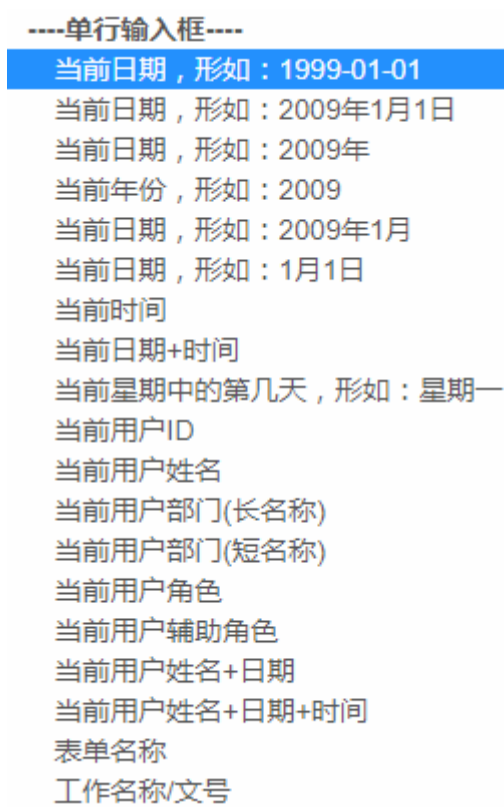 ----单行输入框----
当前日期，形如：1999-01-01
当前日期，形如：2009年1月1日
当前日期，形如：2009年
当前年份，形如：2009
当前日期，形如：2009年1月
当前日期，形如：1月1日
当前时间
当前日期+时间
当前星期中的第几天，形如：星期一
当前用户ID
当前用户姓名
当前用户部门(长名称)
当前用户部门(短名称)
当前用户角色
当前用户辅助角色
当前用户姓名+日期
当前用户姓名+日期+时间
表单名称
工作名称/文号